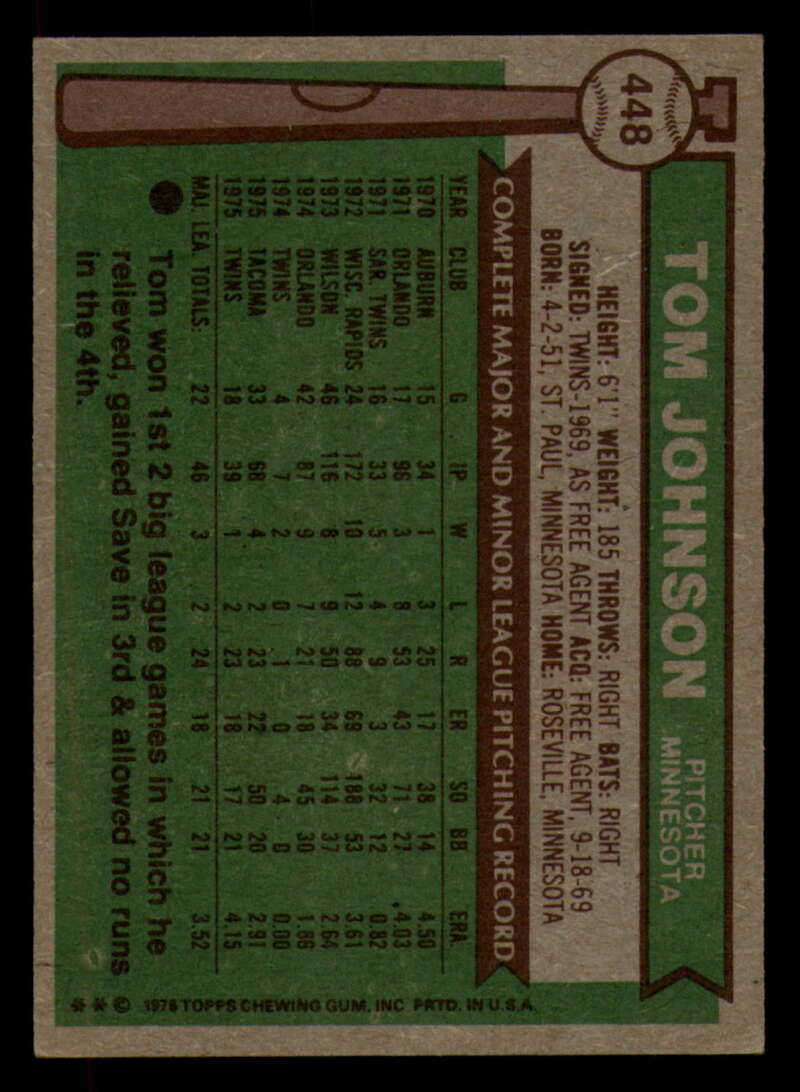 448
TOM JOHNSON
PITCHER
MINNESOTA
HEIGHT: 6'1" WEIGHT: 185 THROWS: RIGHT BATS: RIGHT
SIGNED: TWINS-1969, AS FREE AGENT ACQ: FREE AGENT, 9-18-69
BORN: 4-2-51, ST. PAUL, MINNESOTA HOME: ROSEVILLE, MINNESOTA
COMPLETE MAJOR AND MINOR LEAGUE PITCHING RECORD
YEAR CLUB G IP W L R ER SO BB ERA
1970 AUBURN 15 34 1 3 25 17 38 14 4.50
1971 ORLANDO 17 96 3 8 53 43 71 27 4.03
1971 SAR. TWINS 16 33 5 4 9 3 32 12 0.82
1972 WISC. RAPIDS 24 172 10 12 88 69 188 53 3.61
1973 WILSON 46 116 8 9 50 34 114 37 2.64
1974 ORLANDO 42 87 9 7 21 18 45 30 1.86
1974 TWINS 4 7 2 0 1 0 4 0 0.00
1975 TACOMA 33 68 4 2 23 22 50 20 2.91
1975 TWINS 18 39 1 2 23 18 17 21 4.15
MAJ. LEA. TOTALS: 22 46 3 2 24 18 21 21 3.52
Tom won 1st 2 big league games in which he
relieved, gained Save in 3rd & allowed no runs
in the 4th.
** © 1976 TOPPS CHEWING GUM, INC. PRTD. IN U.S.A.